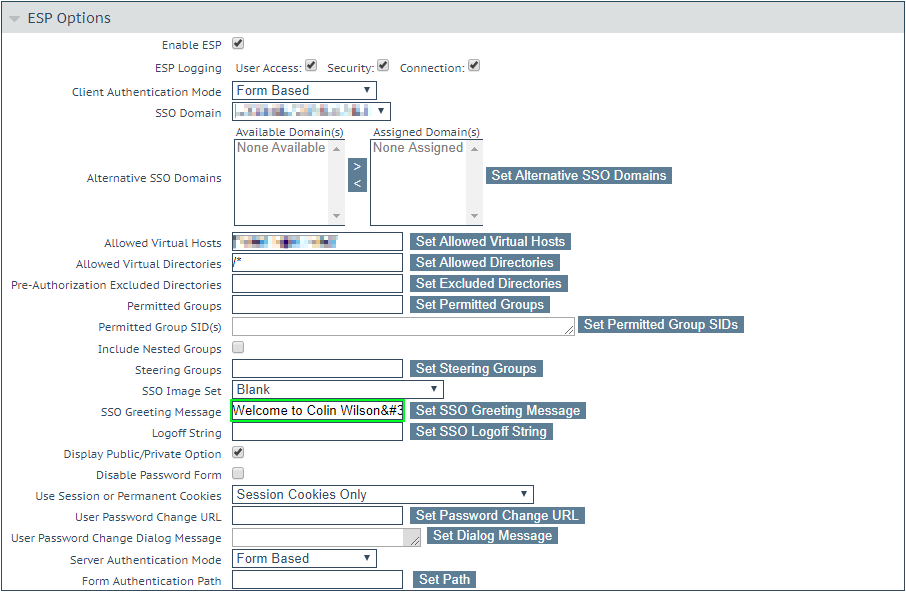 ESP Options
Enable ESP
ESP Logging User Access: Security: Connection:
Client Authentication Mode Form Based
SSO Domain
Available Domain(s) Assigned Domain(s)
None Available None Assigned
> <
Alternative SSO Domains Set Alternative SSO Domains
Allowed Virtual Hosts Set Allowed Virtual Hosts
Allowed Virtual Directories /* Set Allowed Directories
Pre-Authorization Excluded Directories Set Excluded Directories
Permitted Groups Set Permitted Groups
Permitted Group SID(s) Set Permitted Group SIDs
Include Nested Groups
Steering Groups Set Steering Groups
SSO Image Set Blank
SSO Greeting Message Welcome to Colin Wilson&#3 Set SSO Greeting Message
Logoff String Set SSO Logoff String
Display Public/Private Option
Disable Password Form
Use Session or Permanent Cookies Session Cookies Only
User Password Change URL Set Password Change URL
User Password Change Dialog Message Set Dialog Message
Server Authentication Mode Form Based
Form Authentication Path Set Path